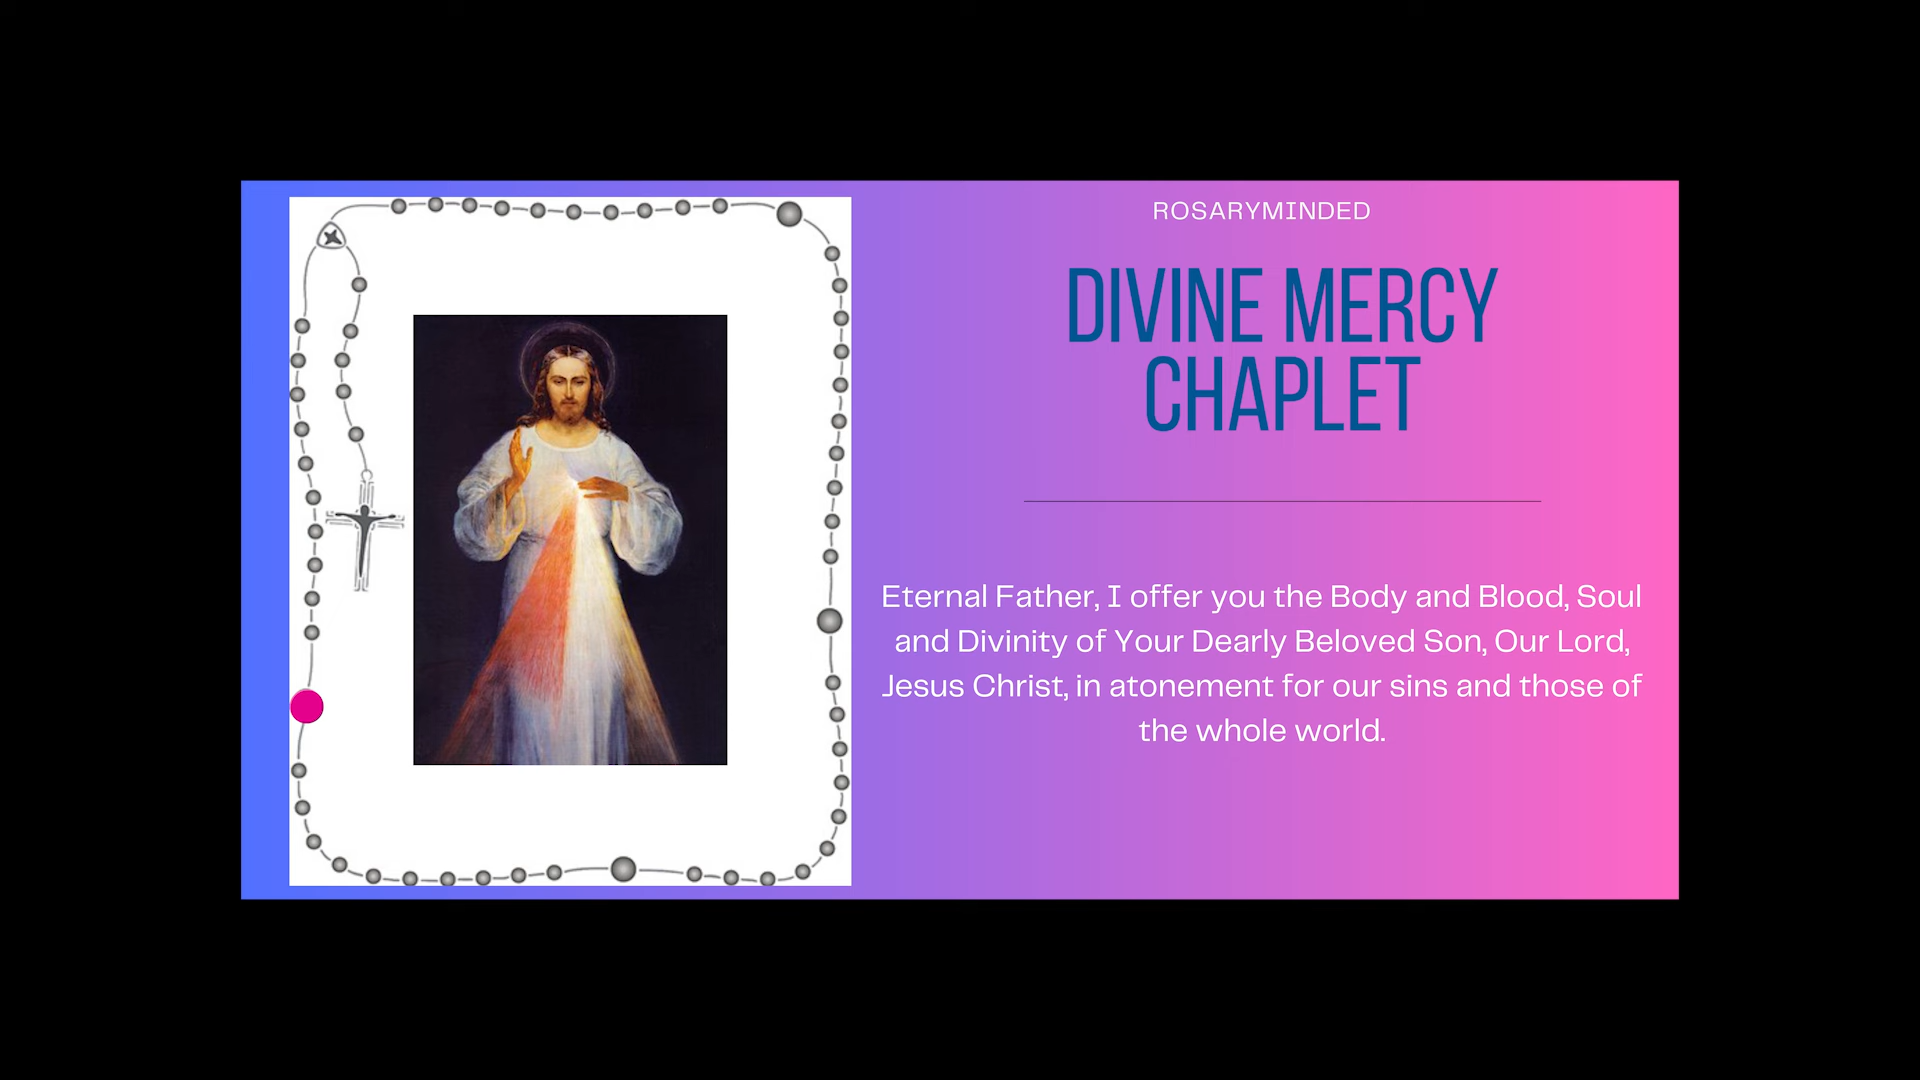 ROSARYMINDED
DIVINE MERCY
CHAPLET
Eternal Father, I offer you the Body and Blood, Soul
and Divinity of Your Dearly Beloved Son, Our Lord,
Jesus Christ, in atonement for our sins and those of
the whole world.